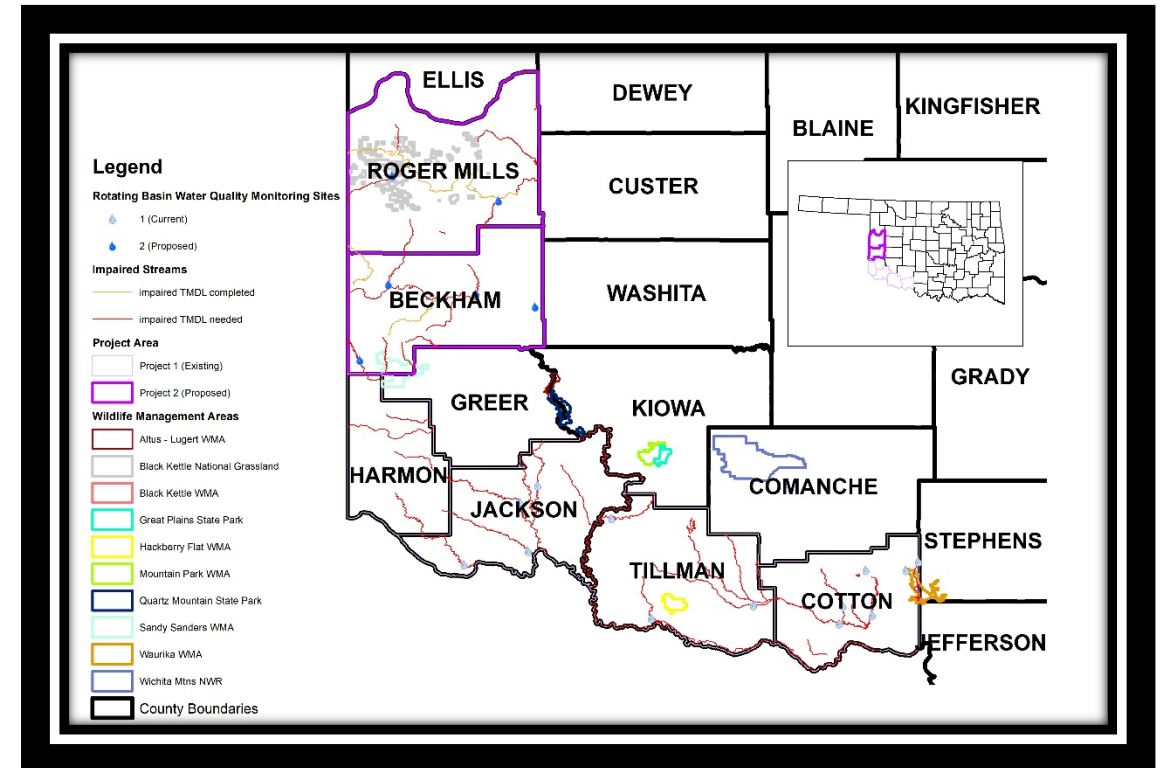 ELLIS
DEWEY
KINGFISHER
BLAINE
Legend
ROGER MILLS
CUSTER
Rotating Basin Water Quality Monitoring Sites
1 (Current)
2 (Proposed)
Impaired Streams
impaired TMDL completed
impaired TMDL needed
BECKHAM
WASHITA
Project Area
Project 1 (Existing)
Project 2 (Proposed)
GRADY
GREER
KIOWA
Wildlife Management Areas
Altus - Lugert WMA
Black Kettle National Grassland
Black Kettle WMA
Great Plains State Park
Hackberry Flat WMA
Mountain Park WMA
Quartz Mountain State Park
Sandy Sanders WMA
Waurika WMA
Wichita Mtns NWR
County Boundaries
HARMON
COMANCHE
JACKSON
STEPHENS
TILLMAN
COTTON
JEFFERSON